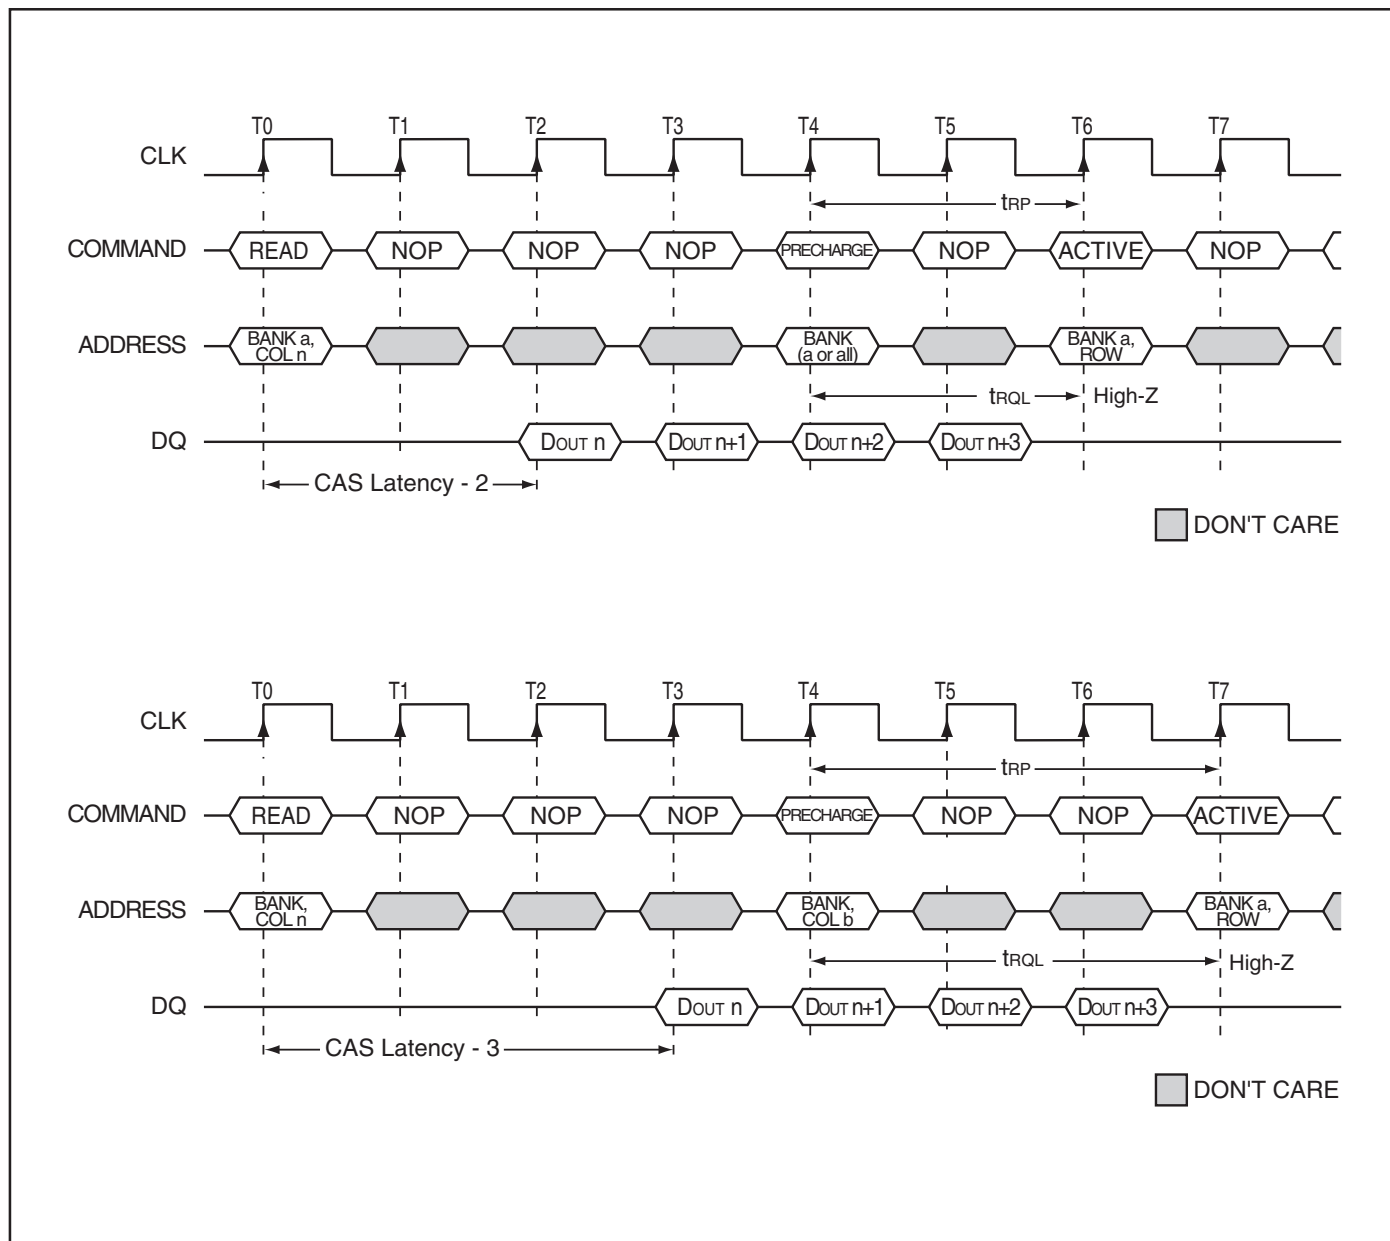 T0 T1 T2 T3 T4 T5 T6 T7
CLK
tRP
COMMAND READ NOP NOP NOP PRECHARGE NOP ACTIVE NOP
ADDRESS BANK a, COL n BANK (a or all) BANK a, ROW
tRQL High-Z
DQ DOUT n DOUT n+1 DOUT n+2 DOUT n+3
CAS Latency - 2
DON'T CARE
T0 T1 T2 T3 T4 T5 T6 T7
CLK
tRP
COMMAND READ NOP NOP NOP PRECHARGE NOP NOP ACTIVE
ADDRESS BANK, COL n BANK, COL b BANK a, ROW
tRQL High-Z
DQ DOUT n DOUT n+1 DOUT n+2 DOUT n+3
CAS Latency - 3
DON'T CARE